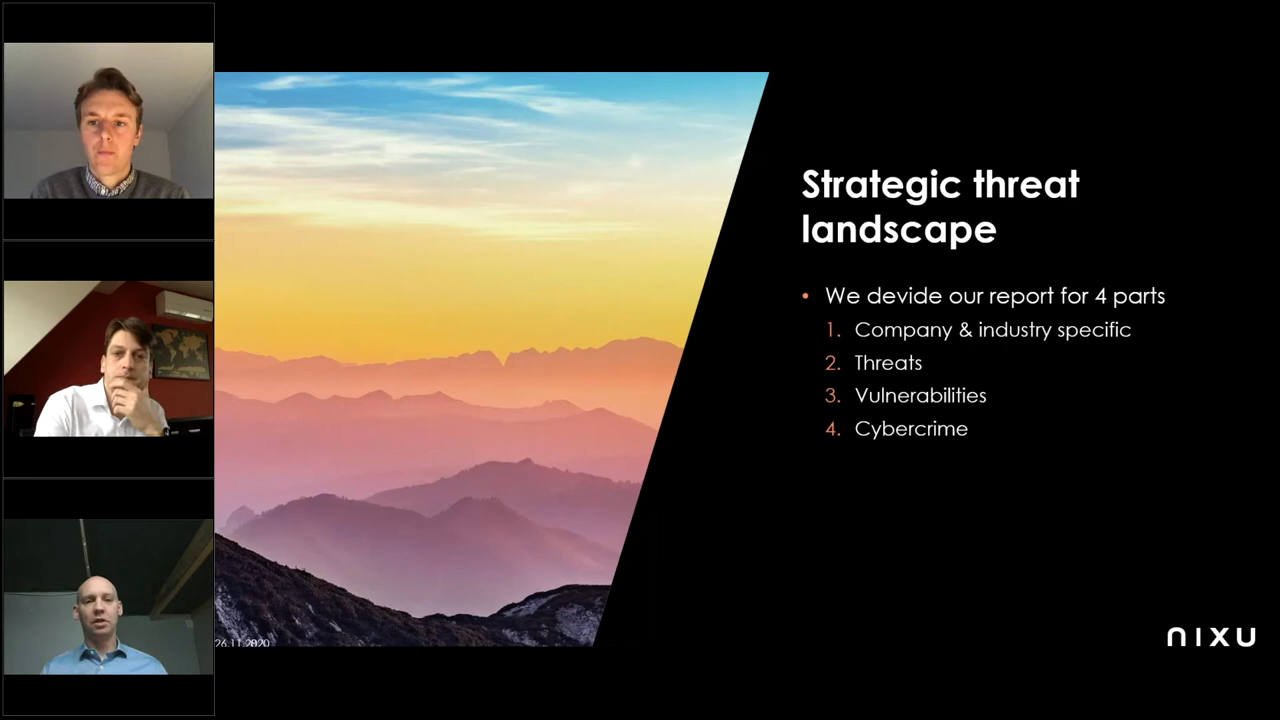 Strategic threat
landscape
• We devide our report for 4 parts
1. Company & industry specific
2. Threats
3. Vulnerabilities
4. Cybercrime
26.11.2020
nixu